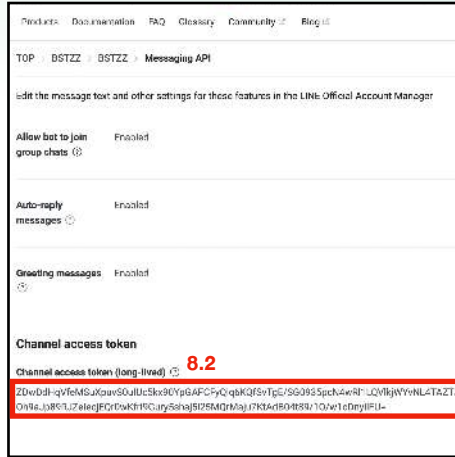 Products Documentation FAQ Glossary Community Blog
TOP BSTZZ BSTZZ Messaging API
Edit the message text and other settings for these features in the LINE Official Account Manager
Allow bot to join Enabled
group chats
Auto-reply Enabled
messages
Greeting messages Enabled
Channel access token
Channel access token (long-lived) 8.2